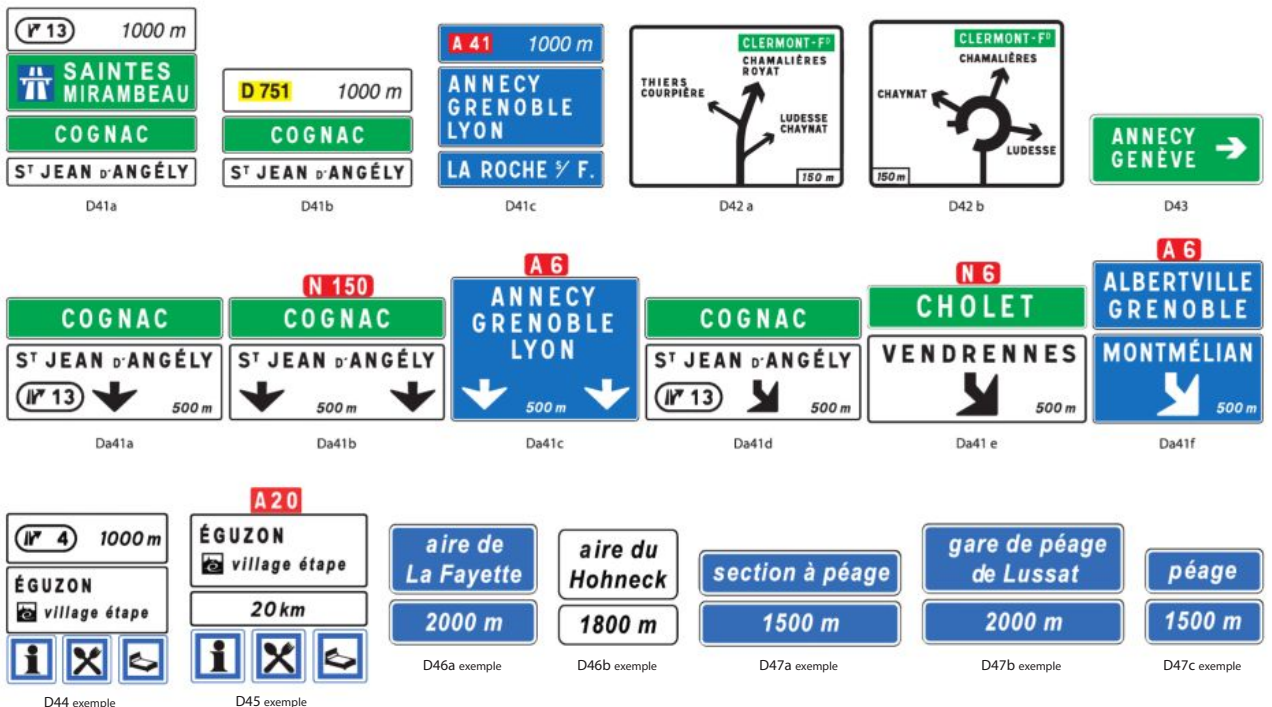 13 1000 m
SAINTES
MIRAMBEAU
COGNAC
Sᵀ JEAN D'ANGÉLY
D41a
D 751 1000 m
COGNAC
Sᵀ JEAN D'ANGÉLY
D41b
A 41 1000 m
ANNECY
GRENOBLE
LYON
LA ROCHE S/ F.
D41c
CLERMONT-Fᴰ
CHAMALIÈRES
ROYAT
THIERS
COURPIÈRE
LUDESSE
CHAYNAT
150 m
D42 a
CLERMONT-Fᴰ
CHAMALIÈRES
CHAYNAT
LUDESSE
150 m
D42 b
ANNECY
GENÈVE
D43
COGNAC
Sᵀ JEAN D'ANGÉLY
13
500 m
Da41a
N 150
COGNAC
Sᵀ JEAN D'ANGÉLY
500 m
Da41b
A 6
ANNECY
GRENOBLE
LYON
500 m
Da41c
COGNAC
Sᵀ JEAN D'ANGÉLY
13
500 m
Da41d
N 6
CHOLET
VENDRENNES
500 m
Da41 e
A 6
ALBERTVILLE
GRENOBLE
MONTMÉLIAN
500 m
Da41f
4 1000 m
ÉGUZON
village étape
i
D44 exemple
A20
ÉGUZON
village étape
20 km
i
D45 exemple
aire de
La Fayette
2000 m
D46a exemple
aire du
Hohneck
1800 m
D46b exemple
section à péage
1500 m
D47a exemple
gare de péage
de Lussat
2000 m
D47b exemple
péage
1500 m
D47c exemple